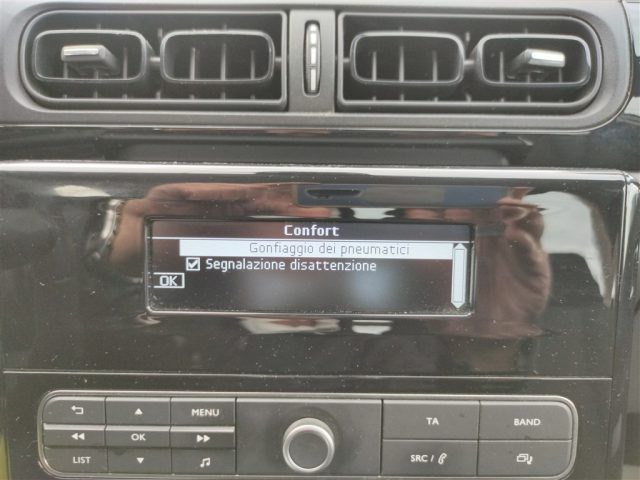 Confort
Gonfiaggio dei pneumatici
Segnalazione disattenzione
OK
MENU
TA
BAND
OK
LIST
SRC /